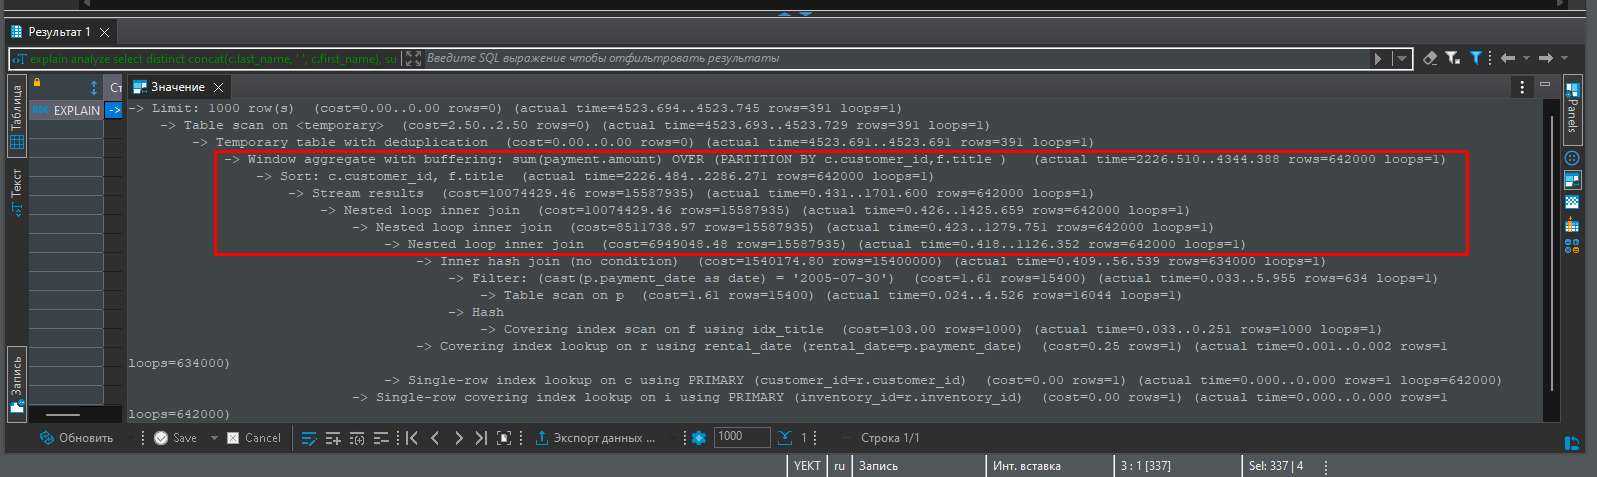 Результат 1
explain analyze select distinct concat(c.last_name, ' ', c.first_name), su
Введите SQL выражение чтобы отфильтровать результаты
Таблица
Текст
Запись
Ст
EXPLAIN
->
Значение
Panels
-> Limit: 1000 row(s)  (cost=0.00..0.00 rows=0) (actual time=4523.694..4523.745 rows=391 loops=1)
-> Table scan on <temporary>  (cost=2.50..2.50 rows=0) (actual time=4523.693..4523.729 rows=391 loops=1)
-> Temporary table with deduplication  (cost=0.00..0.00 rows=0) (actual time=4523.691..4523.691 rows=391 loops=1)
-> Window aggregate with buffering: sum(payment.amount) OVER (PARTITION BY c.customer_id,f.title )   (actual time=2226.510..4344.388 rows=642000 loops=1)
-> Sort: c.customer_id, f.title  (actual time=2226.484..2286.271 rows=642000 loops=1)
-> Stream results  (cost=10074429.46 rows=15587935) (actual time=0.431..1701.600 rows=642000 loops=1)
-> Nested loop inner join  (cost=10074429.46 rows=15587935) (actual time=0.426..1425.659 rows=642000 loops=1)
-> Nested loop inner join  (cost=8511738.97 rows=15587935) (actual time=0.423..1279.751 rows=642000 loops=1)
-> Nested loop inner join  (cost=6949048.48 rows=15587935) (actual time=0.418..1126.352 rows=642000 loops=1)
-> Inner hash join (no condition)  (cost=1540174.80 rows=15400000) (actual time=0.409..56.539 rows=634000 loops=1)
-> Filter: (cast(p.payment_date as date) = '2005-07-30')  (cost=1.61 rows=15400) (actual time=0.033..5.955 rows=634 loops=1)
-> Table scan on p  (cost=1.61 rows=15400) (actual time=0.024..4.526 rows=16044 loops=1)
-> Hash
-> Covering index scan on f using idx_title  (cost=103.00 rows=1000) (actual time=0.033..0.251 rows=1000 loops=1)
-> Covering index lookup on r using rental_date (rental_date=p.payment_date)  (cost=0.25 rows=1) (actual time=0.001..0.002 rows=1
loops=634000)
-> Single-row index lookup on c using PRIMARY (customer_id=r.customer_id)  (cost=0.00 rows=1) (actual time=0.000..0.000 rows=1 loops=642000)
-> Single-row covering index lookup on i using PRIMARY (inventory_id=r.inventory_id)  (cost=0.00 rows=1) (actual time=0.000..0.000 rows=1
loops=642000)
Обновить Save Cancel Экспорт данных ... 1000 1 Строка 1/1
YEKT ru Запись Инт. вставка 3 : 1 [337] Sel: 337 | 4